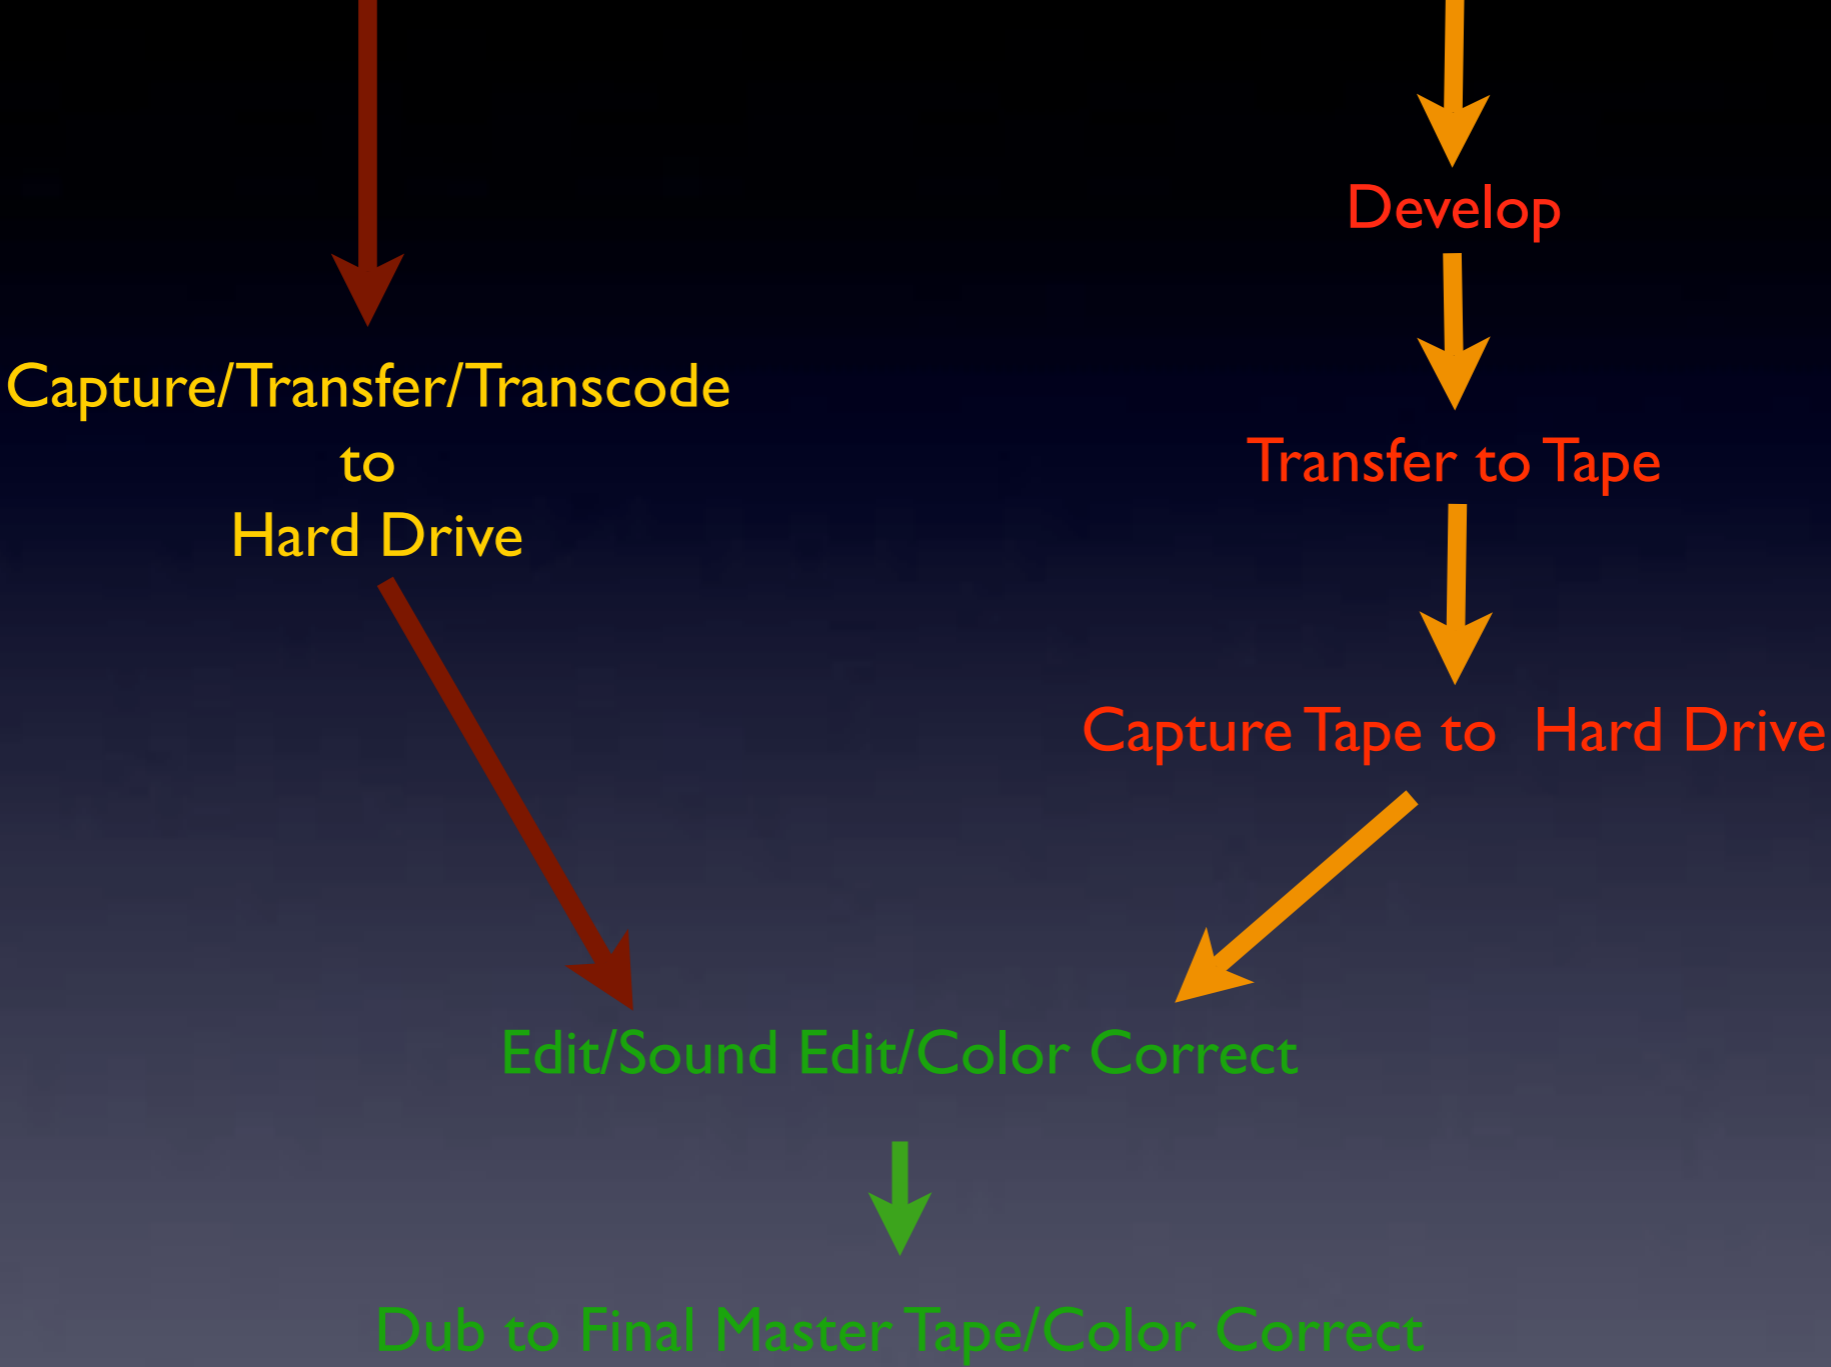 Develop
Capture/Transfer/Transcode
to
Hard Drive
Transfer to Tape
Capture Tape to Hard Drive
Edit/Sound Edit/Color Correct
Dub to Final Master Tape/Color Correct